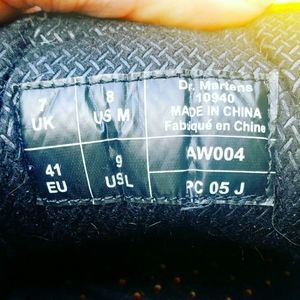 7
UK
8
US M
Dr. Martens
10940
MADE IN CHINA
Fabriqué en Chine
41
EU
9
USL
AW004
PC 05 J